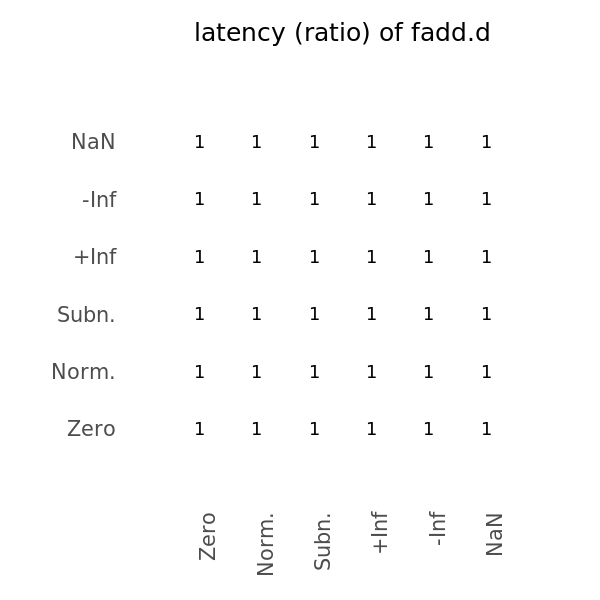 latency (ratio) of fadd.d
NaN 1 1 1 1 1 1
-Inf 1 1 1 1 1 1
+Inf 1 1 1 1 1 1
Subn. 1 1 1 1 1 1
Norm. 1 1 1 1 1 1
Zero 1 1 1 1 1 1
Zero Norm. Subn. +Inf -Inf NaN